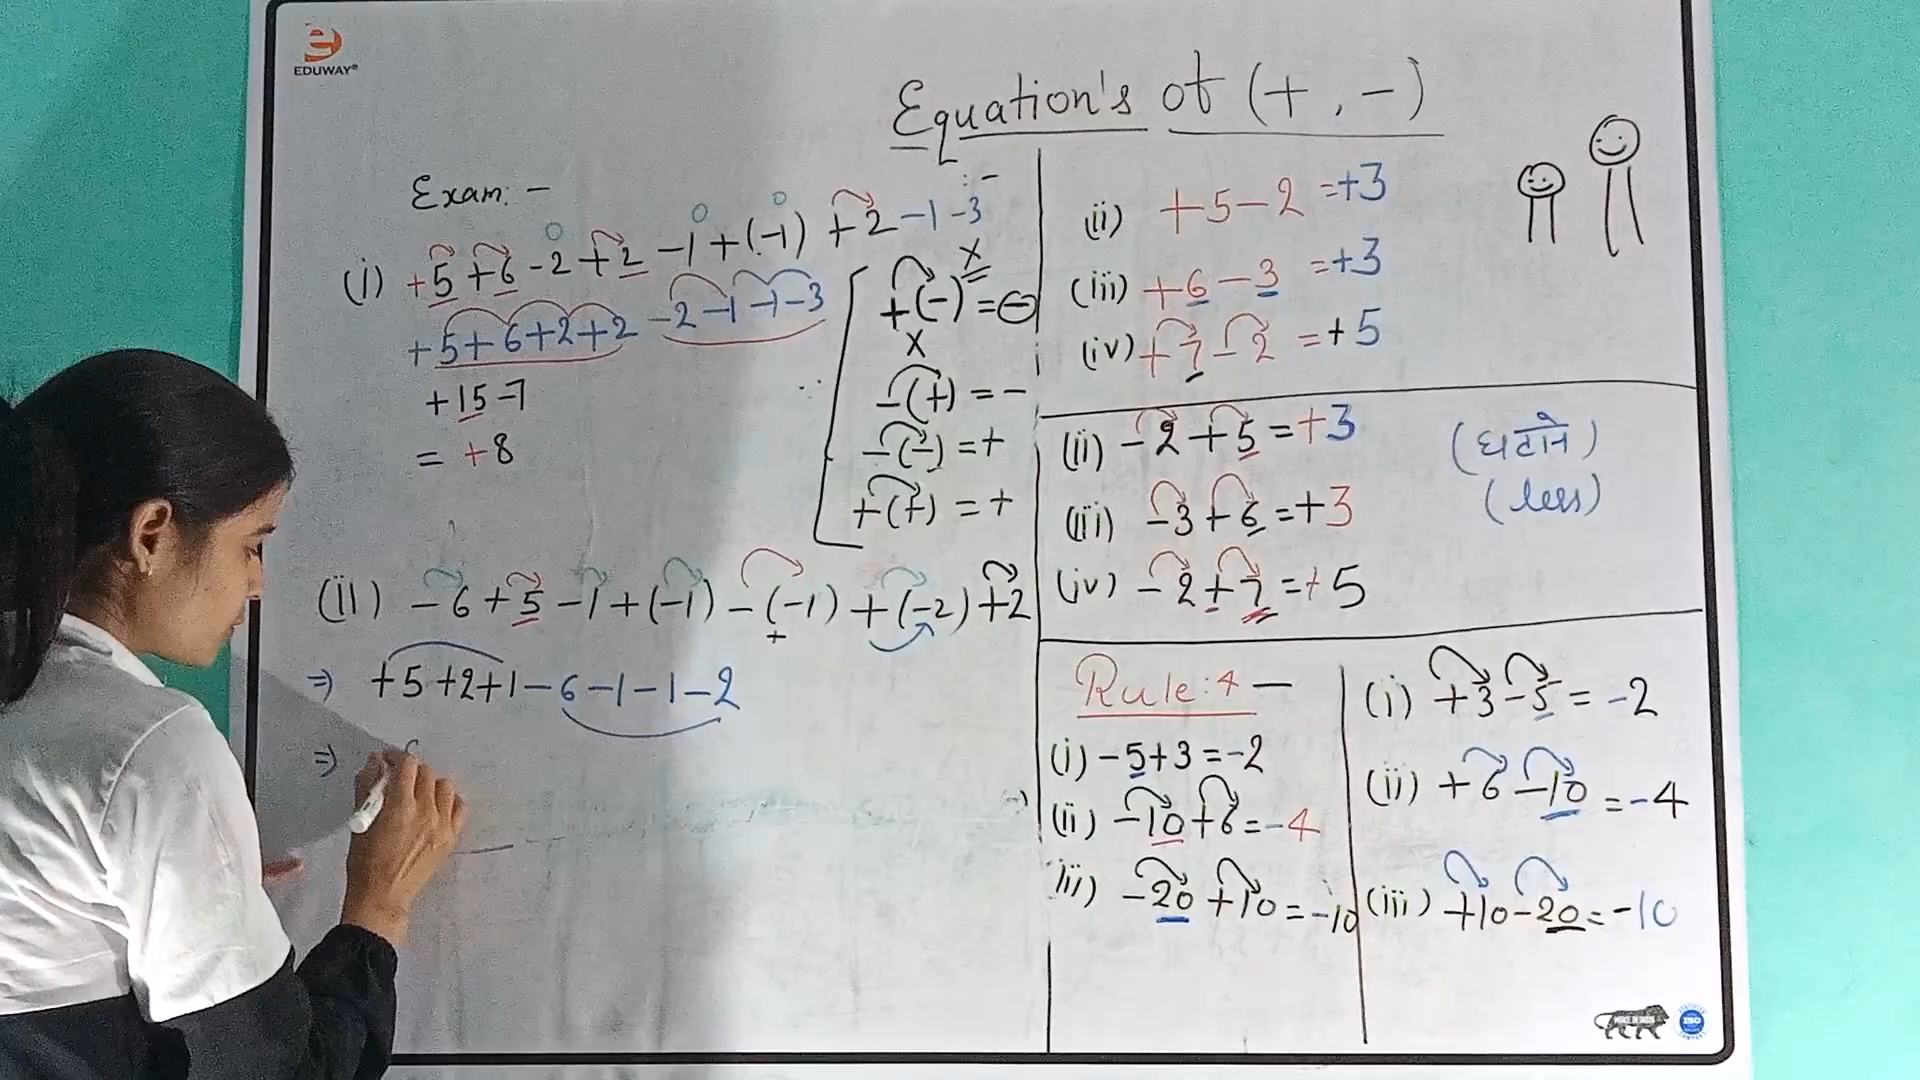 EDUWAY®
Equation's of (+, -)
Exam: -
(i) +5 +6 -2 +2 -1 +(-1) +2 -1 -3
+5+6+2+2 -2-1-1-3
+15-7
= +8
+(-) = -
-(+) = -
-(-) = +
+(+) = +
(ii) -6 +5 -1 +(-1) -(-1) +(-2) +2
+
⇒ +5+2+1-6-1-1-2
⇒
(ii) +5-2 =+3
(iii) +6-3 =+3
(iv) +7-2 =+5
(ii) -2+5=+3
(iii) -3+6=+3
(iv) -2+7=+5
(घटाने)
(less)
Rule:4 —
(i) -5+3=-2
(ii) -10+6=-4
(iii) -20+10=-10
(i) +3-5=-2
(ii) +6-10=-4
(iii) +10-20=-10
MAKE IN INDIA
ISO